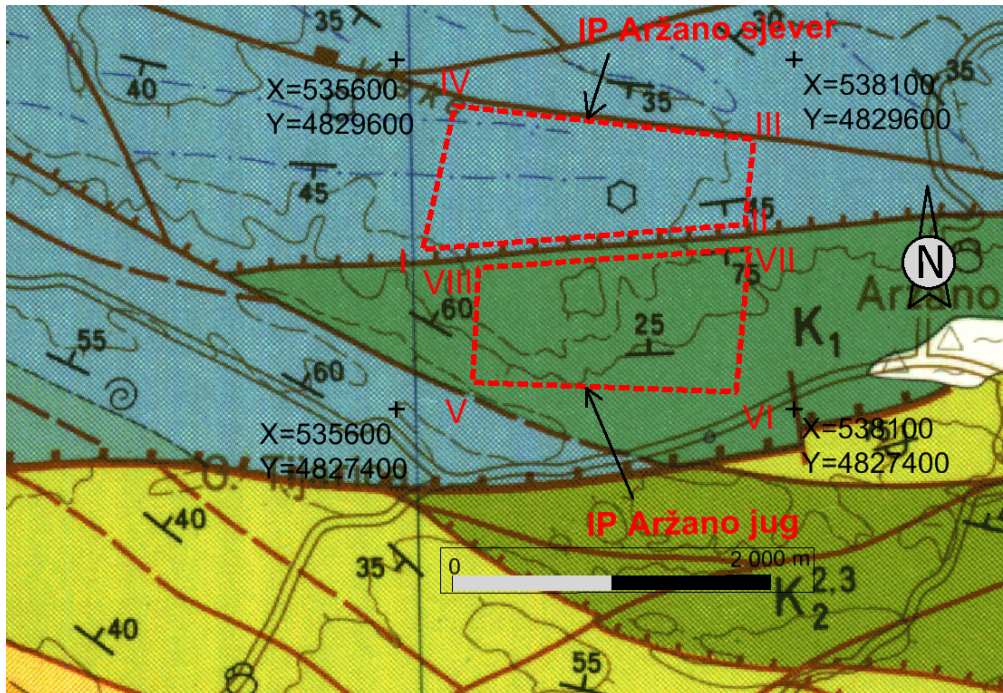 35
IP Aržano sjever
30
40
X=535600
Y=4829600
IV
35
X=538100
Y=4829600
35
III
45
45
II
I
VIII
VII
75
N
60
Aržano
25
K1
55
60
V
VI
X=535600
Y=4827400
X=538100
Y=4827400
40
IP Aržano jug
35
0
2 000 m
K2 2,3
40
55